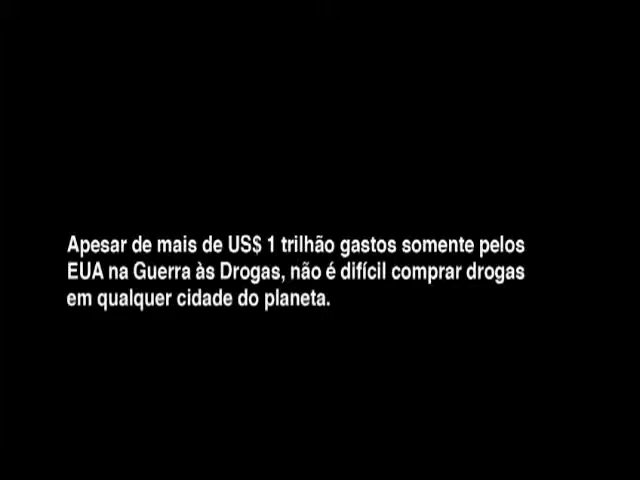 Apesar de mais de US$ 1 trilhão gastos somente pelos
EUA na Guerra às Drogas, não é difícil comprar drogas
em qualquer cidade do planeta.